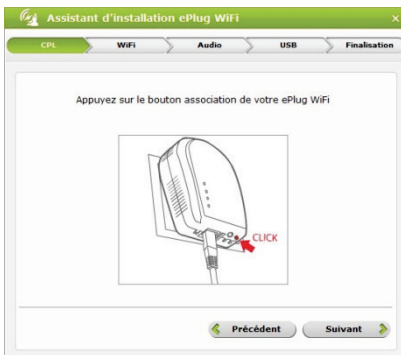 Assistant d'installation ePlug WiFi
CPL
WiFi
Audio
USB
Finalisation
Appuyez sur le bouton association de votre ePlug WiFi
CLICK
Précédent
Suivant